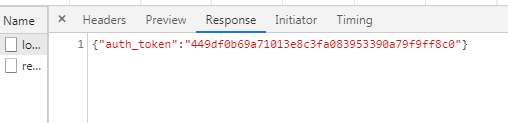 Name
Headers Preview Response Initiator Timing
lo...
1 {"auth_token":"449df0b69a71013e8c3fa083953390a79f9ff8c0"}
re...